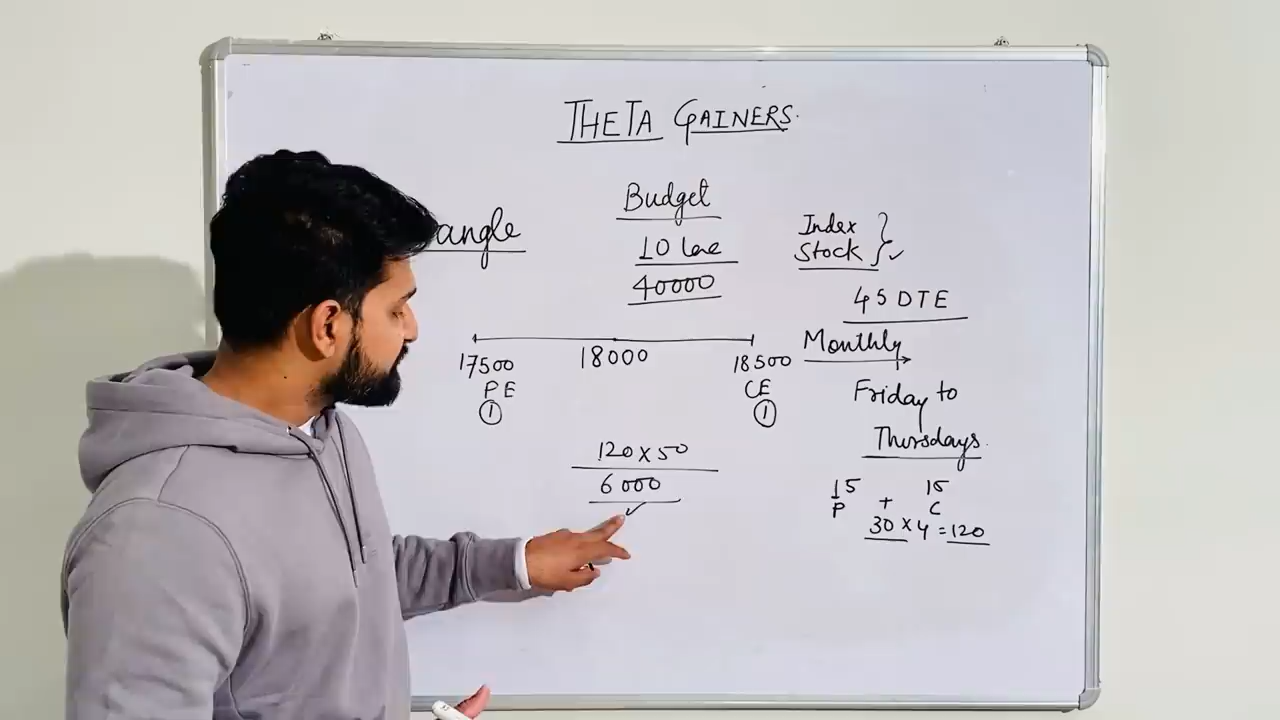 THETA GAINERS.
Budget
10 Lac
40000
angle
Index
Stock
45 DTE
Monthly
17500 18000 18500
PE CE
1 1
Friday to
Thursdays.
120 x 50
6000
15 15
P + C
30 x 4 = 120